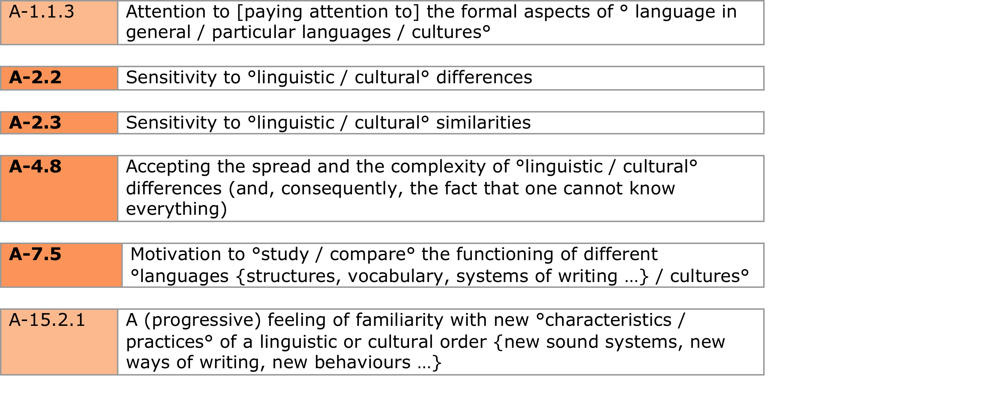 A-1.1.3 Attention to [paying attention to] the formal aspects of ° language in
general / particular languages / cultures°
A-2.2 Sensitivity to °linguistic / cultural° differences
A-2.3 Sensitivity to °linguistic / cultural° similarities
A-4.8 Accepting the spread and the complexity of °linguistic / cultural°
differences (and, consequently, the fact that one cannot know
everything)
A-7.5 Motivation to °study / compare° the functioning of different
°languages {structures, vocabulary, systems of writing …} / cultures°
A-15.2.1 A (progressive) feeling of familiarity with new °characteristics /
practices° of a linguistic or cultural order {new sound systems, new
ways of writing, new behaviours …}